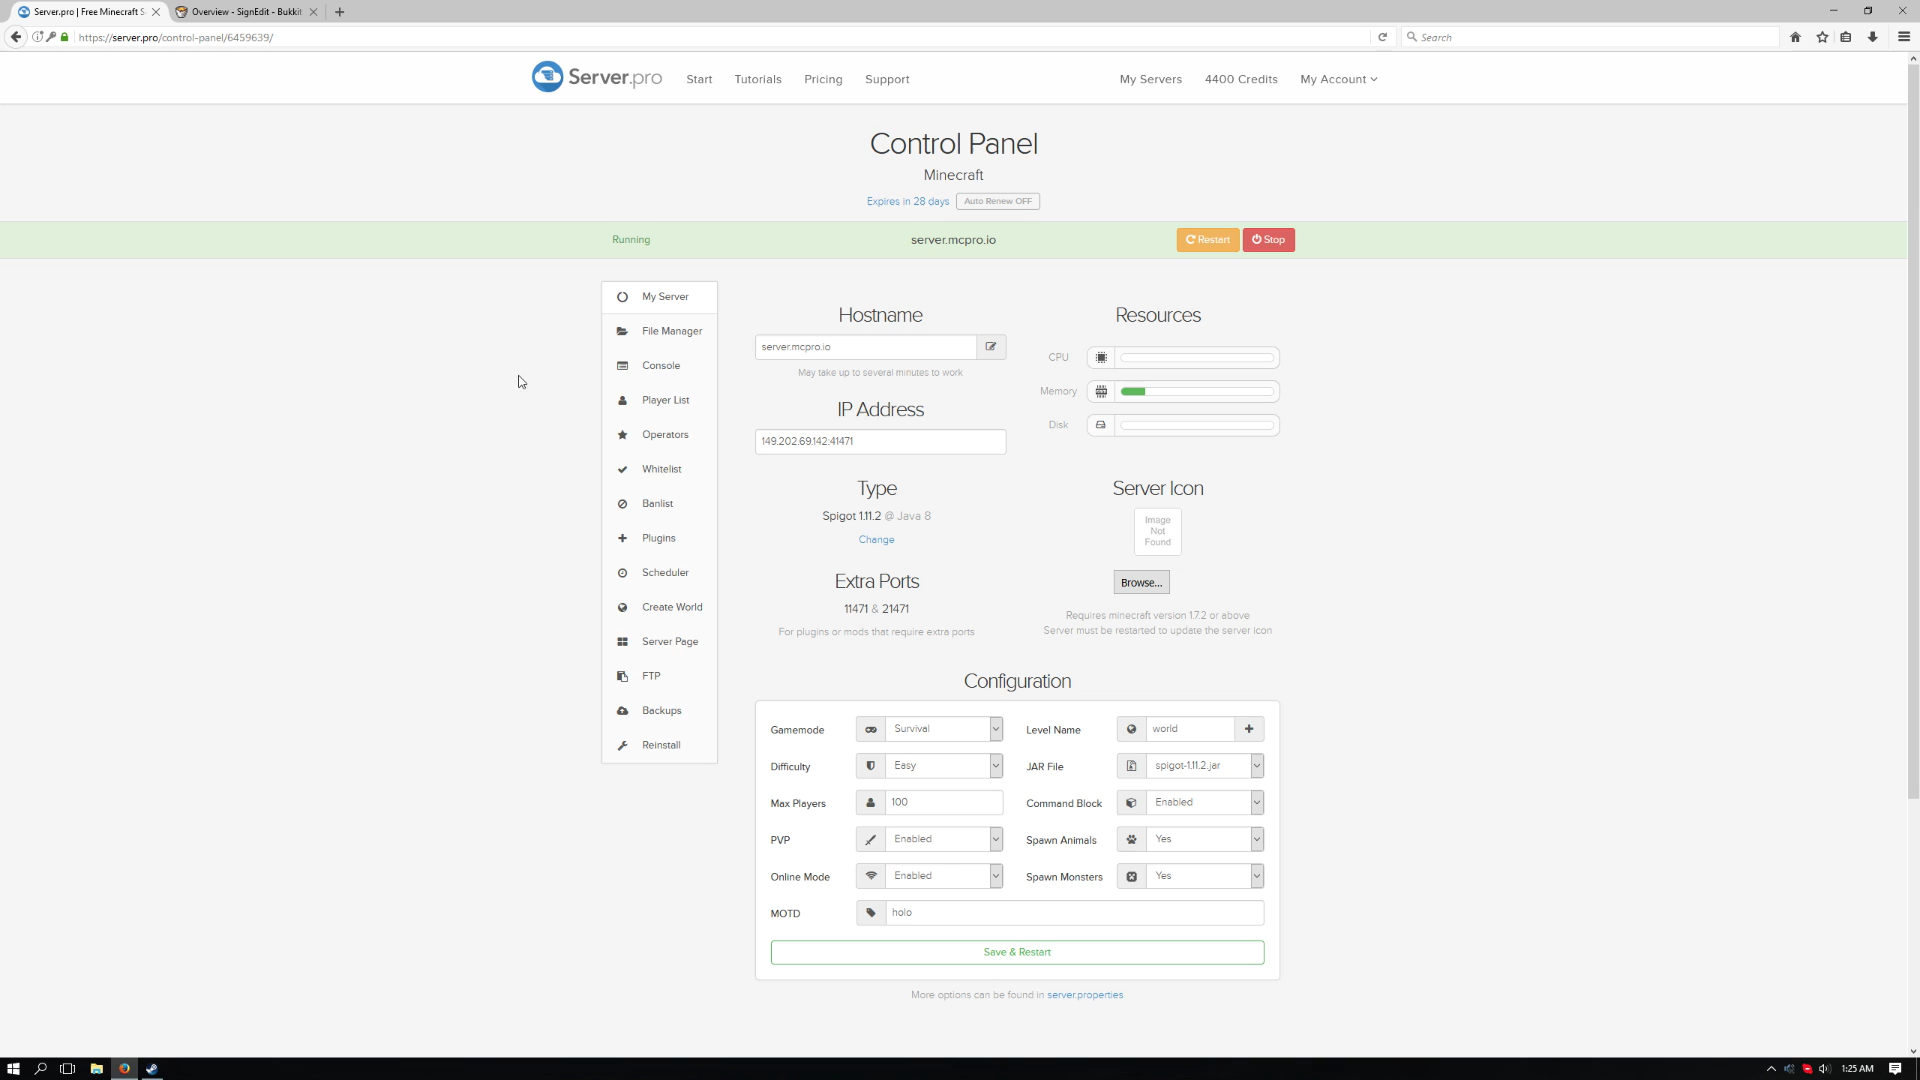 Server.pro | Free Minecraft S
Overview - SignEdit - Bukkit
https://server.pro/control-panel/6459639/
Search
Server.pro
Start
Tutorials
Pricing
Support
My Servers
4400 Credits
My Account
Control Panel
Minecraft
Expires in 28 days
Auto Renew OFF
Running
server.mcpro.io
Restart
Stop
My Server
File Manager
Console
Player List
Operators
Whitelist
Banlist
Plugins
Scheduler
Create World
Server Page
FTP
Backups
Reinstall
Hostname
server.mcpro.io
May take up to several minutes to work
IP Address
149.202.69.142:41471
Type
Spigot 1.11.2 @ Java 8
Change
Extra Ports
11471 & 21471
For plugins or mods that require extra ports
Resources
CPU
Memory
Disk
Server Icon
Image
Not
Found
Browse...
Requires minecraft version 1.7.2 or above
Server must be restarted to update the server icon
Configuration
Gamemode
Survival
Level Name
world
Difficulty
Easy
JAR File
spigot-1.11.2.jar
Max Players
100
Command Block
Enabled
PVP
Enabled
Spawn Animals
Yes
Online Mode
Enabled
Spawn Monsters
Yes
MOTD
holo
Save & Restart
More options can be found in server.properties
1:25 AM